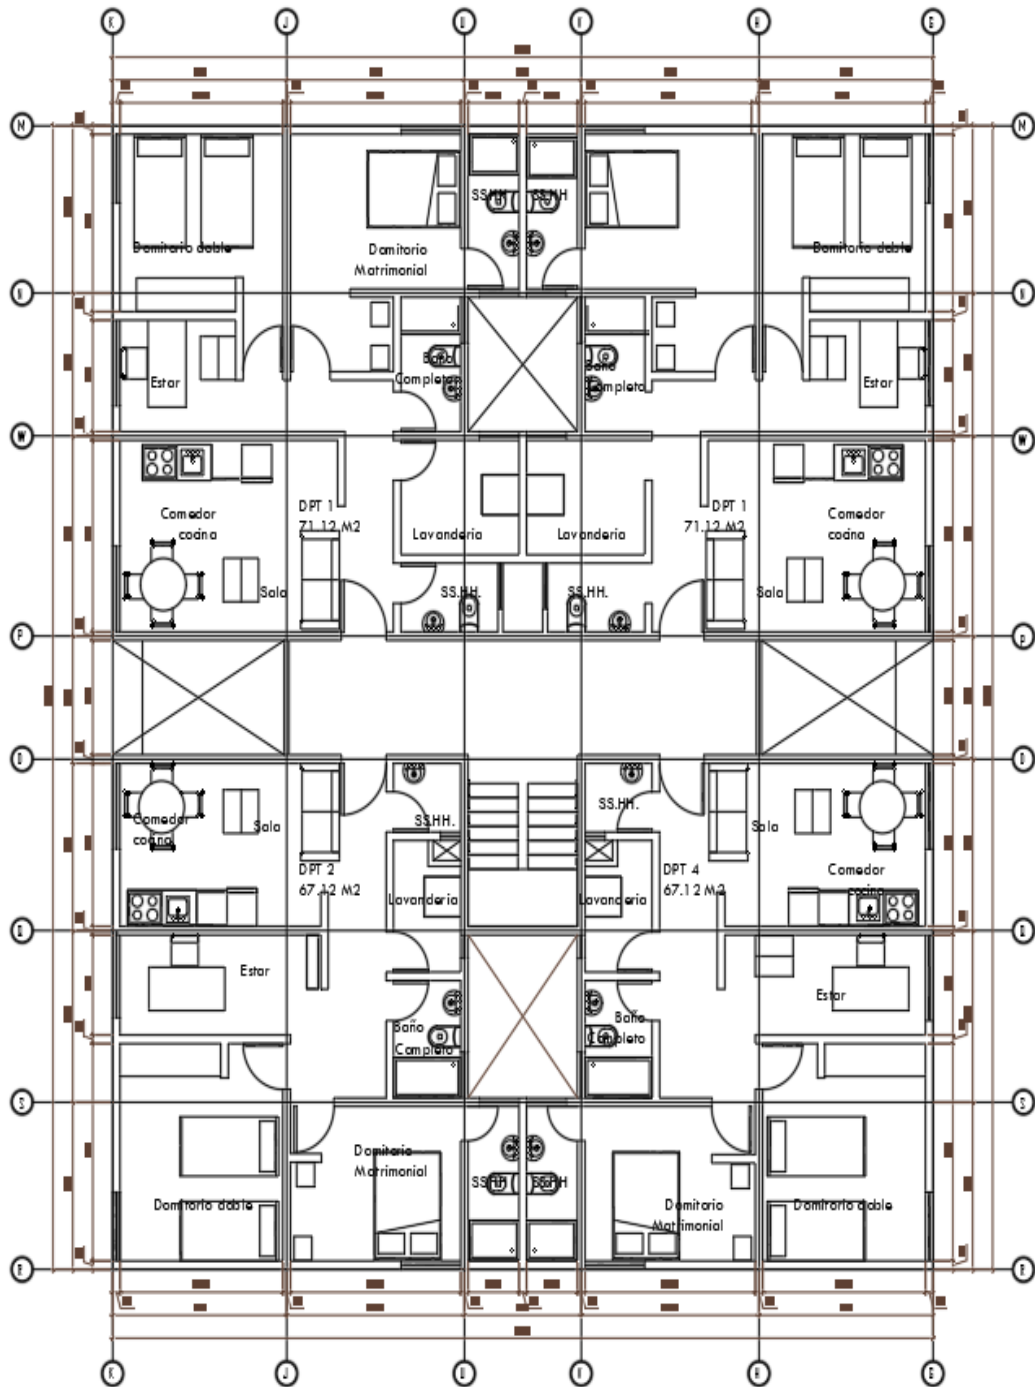 K J U V H G
M M
SS.HH SS.HH
Domitorio doble
Domitorio
Matrimonial
Domitorio doble
N N
Baño
Completo
Baño
Completo
Estar
Estar
W W
DPT 1
71.12 M2
DPT 1
71.12 M2
Comedor
cocina
Comedor
cocina
Lavanderia
Lavanderia
Sala
SS.HH.
SS.HH.
Sala
P P
D D
SS.HH.
Comedor
cocina
Sala
SS.HH.
Sala
DPT 2
67.12 M2
DPT 4
67.12 M2
Comedor
cocina
Lavanderia
Lavanderia
Estar
Estar
Baño
Completo
Baño
Completo
S S
Domitorio
Matrimonial
SS.HH
SS.HH
Domitorio doble
Domitorio
Matrimonial
Domitorio doble
K J U V H G